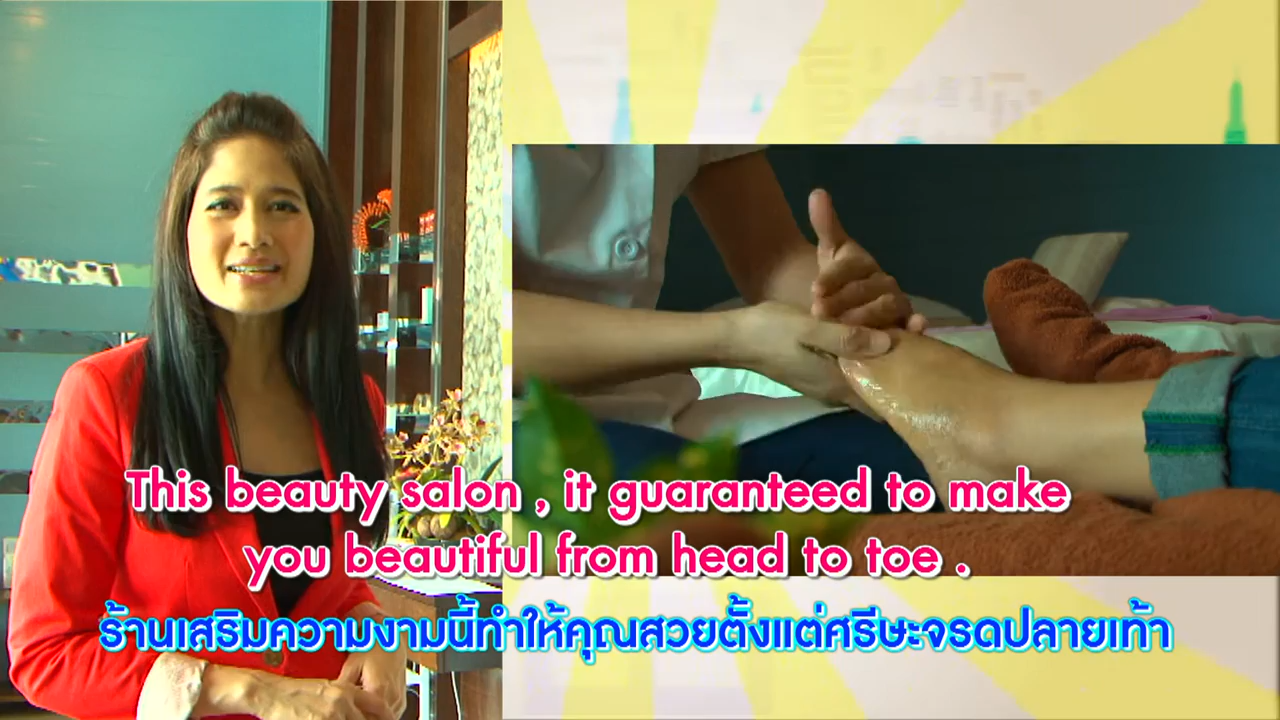 This beauty salon , it guaranteed to make
you beautiful from head to toe .
ร้านเสริมความงามนี้ทำให้คุณสวยตั้งแต่ศรีษะจรดปลายเท้า